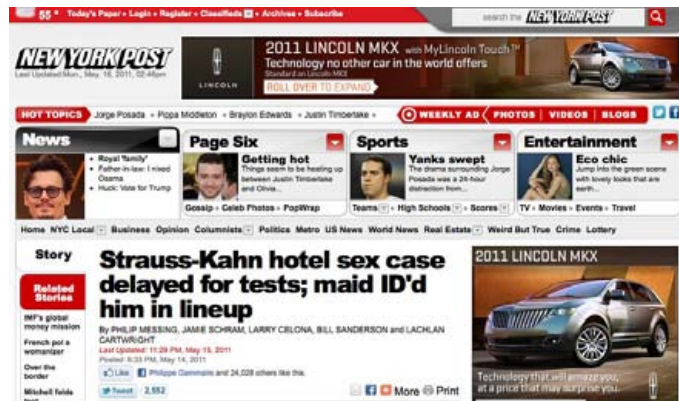 55° Today's Paper • Login • Register • Classifieds • Archives • Subscribe
search the NEW YORK POST
NEW YORK POST
Last Updated: Mon., May. 16, 2011, 02:46pm
LINCOLN
2011 LINCOLN MKX with MyLincoln Touch™
Technology no other car in the world offers
Standard on Lincoln MKX
ROLL OVER TO EXPAND
HOT TOPICS
Jorge Posada • Pippa Middleton • Braylon Edwards • Justin Timberlake •
WEEKLY AD
PHOTOS | VIDEOS | BLOGS
News
• Royal 'family'
• Father-in-law: I nixed Osama
• Huck: Vote for Trump
Page Six
Getting hot
Things seem to be heating up
between Justin Timberlake
and Olivia...
Gossip • Celeb Photos • PopWrap
Sports
Yanks swept
The drama surrounding Jorge
Posada was a 24-hour
distraction from...
Teams • High Schools • Scores
Entertainment
Eco chic
Jump into the green scene
with lovely looks that are
earth...
TV • Movies • Events • Travel
Home NYC Local Business Opinion Columnists Politics Metro US News World News Real Estate Weird But True Crime Lottery
Story
Related
Stories
IMF's global
money mission
French pol a
womanizer
Over the
border
Mitchell folds
Strauss-Kahn hotel sex case
delayed for tests; maid ID'd
him in lineup
By PHILIP MESSING, JAMIE SCHRAM, LARRY CELONA, BILL SANDERSON and LACHLAN
CARTWRIGHT
Last Updated: 11:29 PM, May 15, 2011
Posted: 5:33 PM, May 14, 2011
Like Philippe Gammaire and 24,028 others like this.
Tweet 2,552
More Print
2011 LINCOLN MKX
Technology that will amaze you,
at a price that may surprise you.